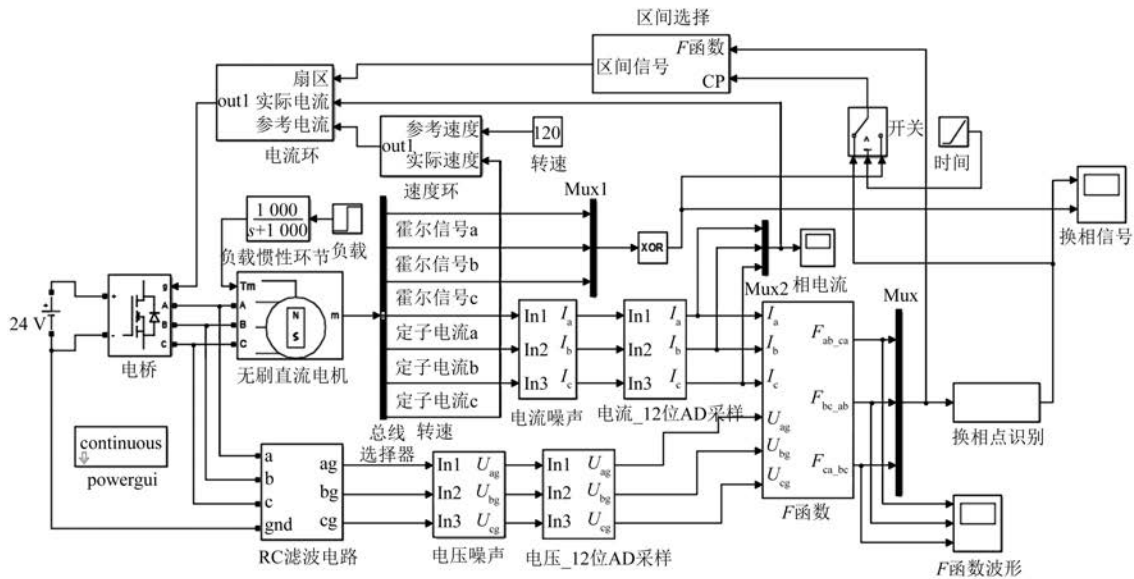 区间选择
F函数
区间信号
CP
扇区
out1
实际电流
参考电流
电流环
参考速度
out1
实际速度
速度环
120
转速
开关
时间
换相信号
Mux1
1 000
s+1 000
负载惯性环节
负载
霍尔信号a
霍尔信号b
霍尔信号c
定子电流a
定子电流b
定子电流c
转速
总线
选择器
XOR
相电流
Mux2
24 V
+
-
g
A
B
C
电桥
Tm
A
B
C
N
S
m
无刷直流电机
In1
In2
In3
Ia
Ib
Ic
电流噪声
In1
In2
In3
Ia
Ib
Ic
电流_12位AD采样
Ia
Ib
Ic
Uag
Ubg
Ucg
Fab_ca
Fbc_ab
Fca_bc
F函数
Mux
换相点识别
F函数波形
continuous
powergui
a
b
c
gnd
ag
bg
cg
RC滤波电路
In1
In2
In3
Uag
Ubg
Ucg
电压噪声
In1
In2
In3
Uag
Ubg
Ucg
电压_12位AD采样